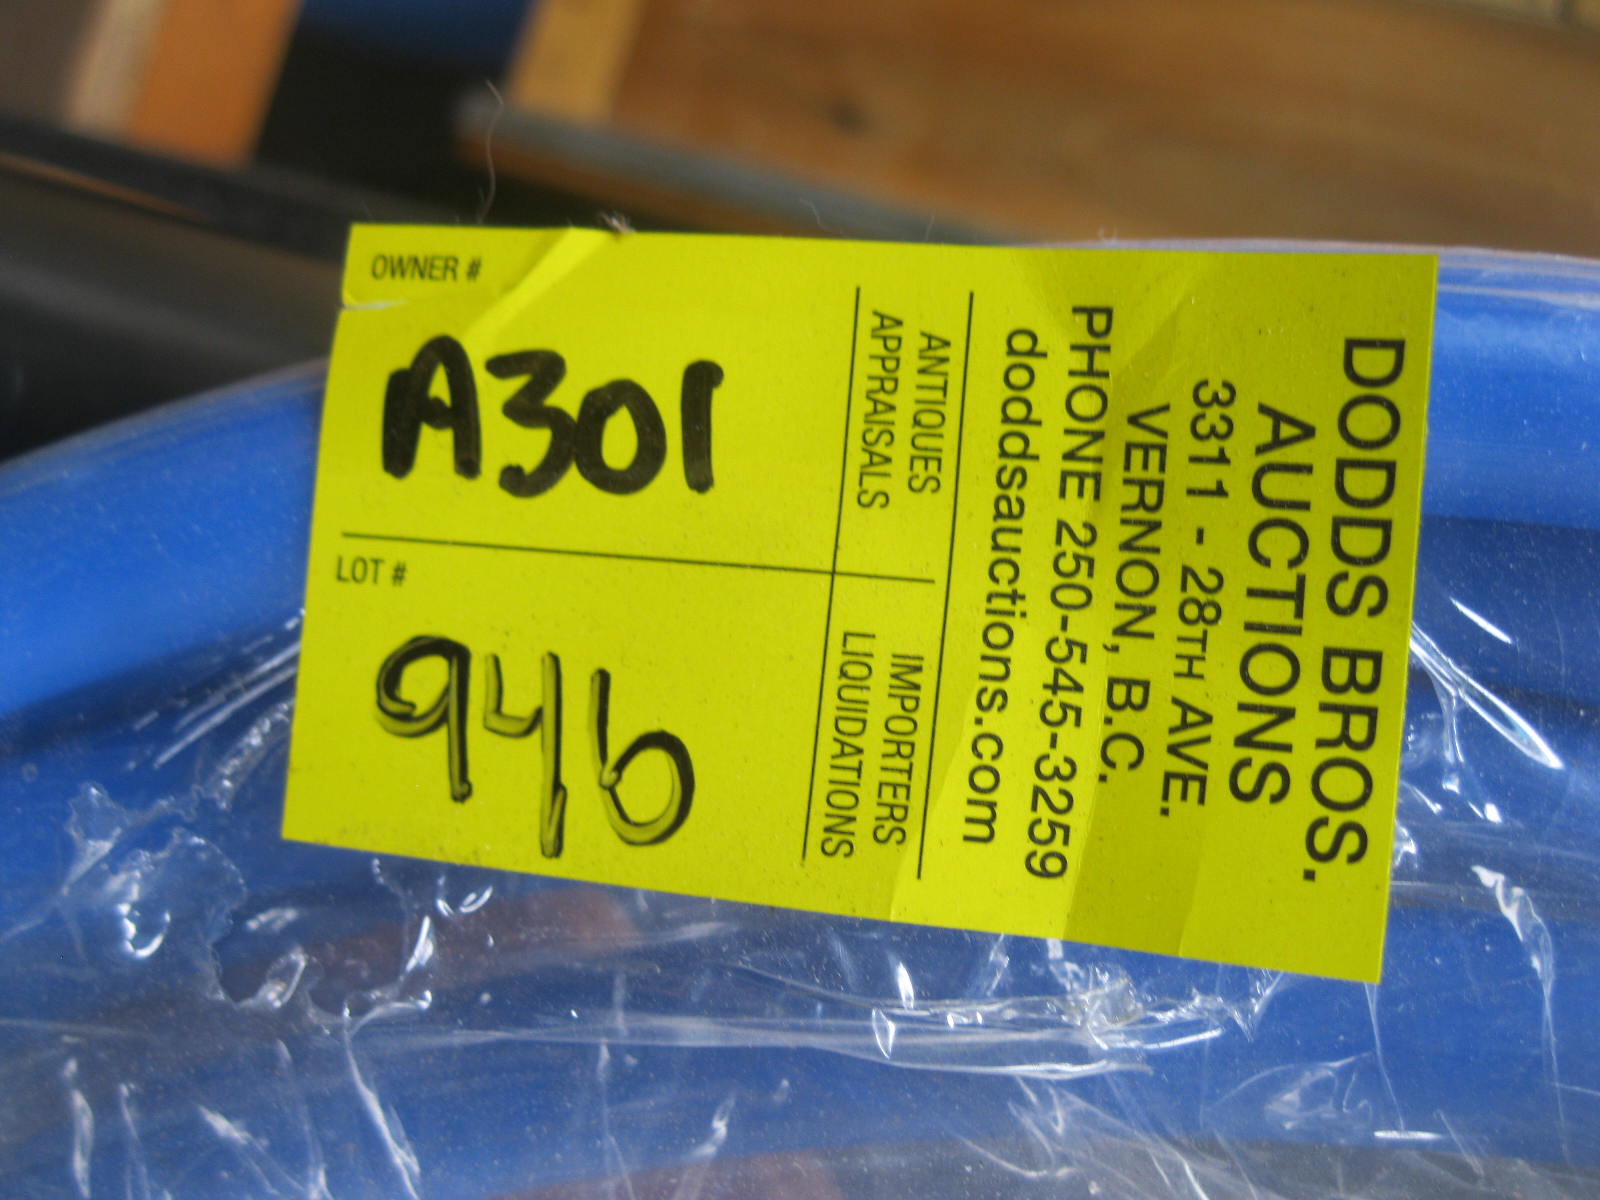 OWNER #
A301
LOT #
946
DODDS BROS.
AUCTIONS
3311 - 28TH AVE.
VERNON, B.C.
PHONE 250-545-3259
doddsauctions.com
ANTIQUES
APPRAISALS
IMPORTERS
LIQUIDATIONS